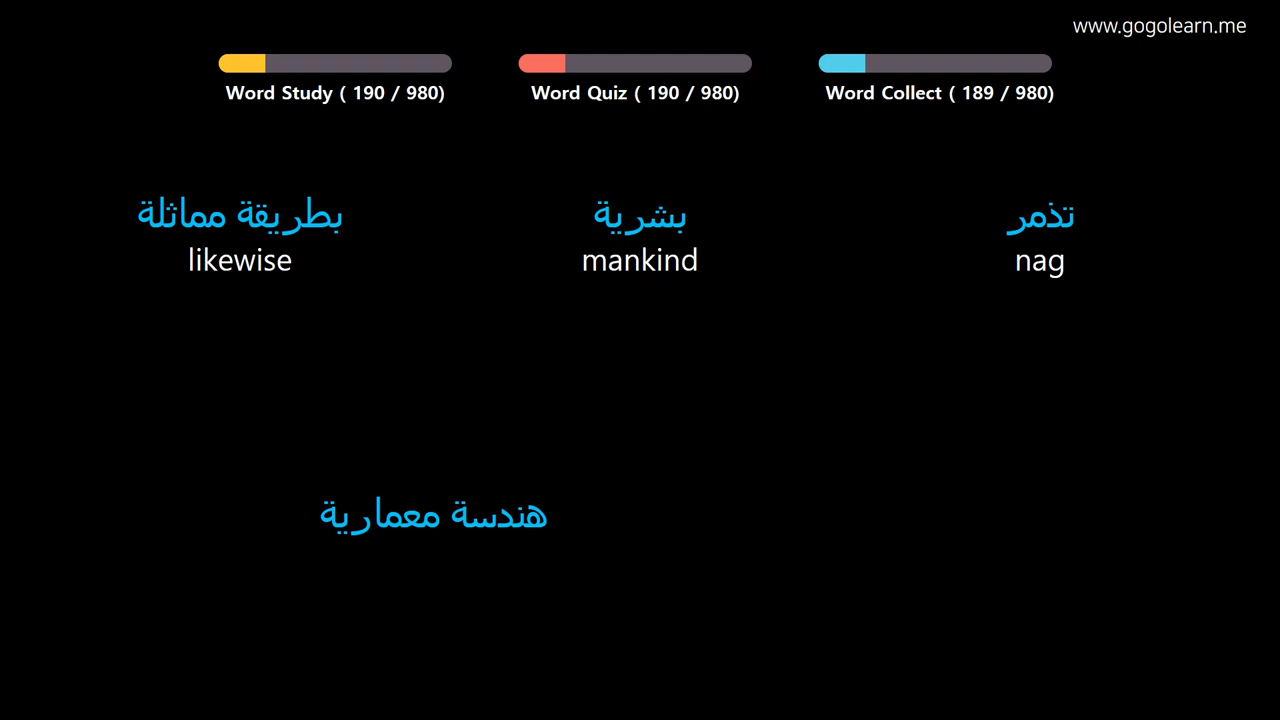 www.gogolearn.me
Word Study ( 190 / 980)
Word Quiz ( 190 / 980)
Word Collect ( 189 / 980)
بطريقة مماثلة
likewise
بشرية
mankind
تذمر
nag
هندسة معمارية